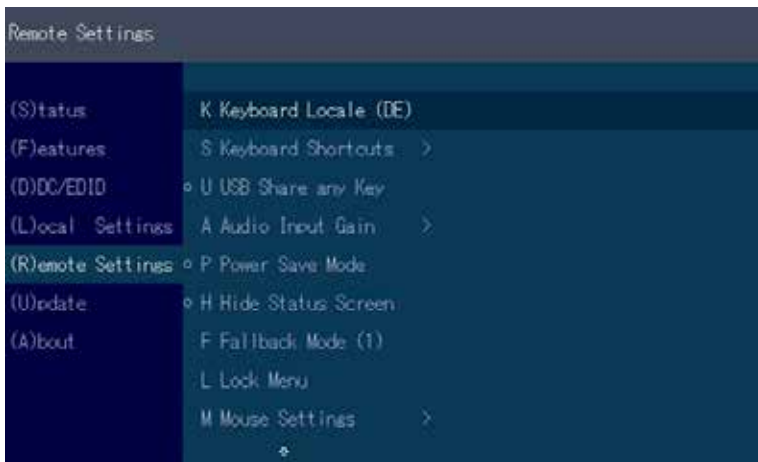 Remote Settings
(S)tatus
(F)eatures
(D)DC/EDID
(L)ocal Settings
(R)emote Settings
(U)pdate
(A)bout
K Keyboard Locale (DE)
S Keyboard Shortcuts >
U USB Share any Key
A Audio Input Gain >
P Power Save Mode
H Hide Status Screen
F Fallback Mode (1)
L Lock Menu
M Mouse Settings >